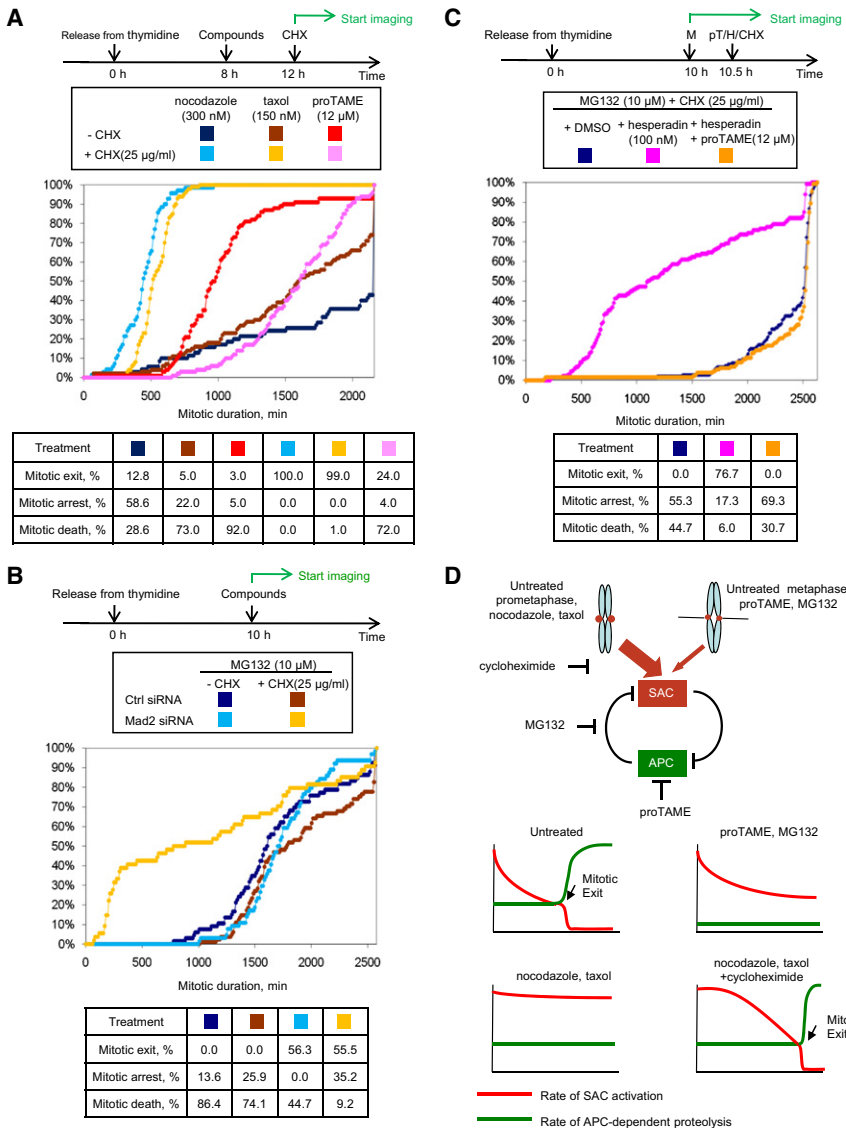 A
Start imaging
Release from thymidine
Compounds
CHX
0 h
8 h
12 h
Time
nocodazole (300 nM)
taxol (150 nM)
proTAME (12 µM)
- CHX
+ CHX(25 µg/ml)
100%
90%
80%
70%
60%
50%
40%
30%
20%
10%
0%
0
500
1000
1500
2000
Mitotic duration, min
Treatment
Mitotic exit, % 12.8 5.0 3.0 100.0 99.0 24.0
Mitotic arrest, % 58.6 22.0 5.0 0.0 0.0 4.0
Mitotic death, % 28.6 73.0 92.0 0.0 1.0 72.0
B
Start imaging
Release from thymidine
Compounds
0 h
10 h
Time
MG132 (10 µM)
- CHX
+ CHX(25 µg/ml)
Ctrl siRNA
Mad2 siRNA
100%
90%
80%
70%
60%
50%
40%
30%
20%
10%
0%
0
500
1000
1500
2000
2500
Mitotic duration, min
Treatment
Mitotic exit, % 0.0 0.0 56.3 55.5
Mitotic arrest, % 13.6 25.9 0.0 35.2
Mitotic death, % 86.4 74.1 44.7 9.2
C
Start imaging
Release from thymidine
M
pT/H/CHX
0 h
10 h
10.5 h
Time
MG132 (10 µM) + CHX (25 µg/ml)
+ DMSO
+ hesperadin (100 nM)
+ hesperadin + proTAME(12 µM)
100%
90%
80%
70%
60%
50%
40%
30%
20%
10%
0%
0
500
1000
1500
2000
2500
Mitotic duration, min
Treatment
Mitotic exit, % 0.0 76.7 0.0
Mitotic arrest, % 55.3 17.3 69.3
Mitotic death, % 44.7 6.0 30.7
D
Untreated
prometaphase,
nocodazole, taxol
Untreated metaphase
proTAME, MG132
cycloheximide
SAC
MG132
APC
proTAME
Untreated
Mitotic
Exit
proTAME, MG132
nocodazole, taxol
nocodazole, taxol
+cycloheximide
Mito
Exit
Rate of SAC activation
Rate of APC-dependent proteolysis